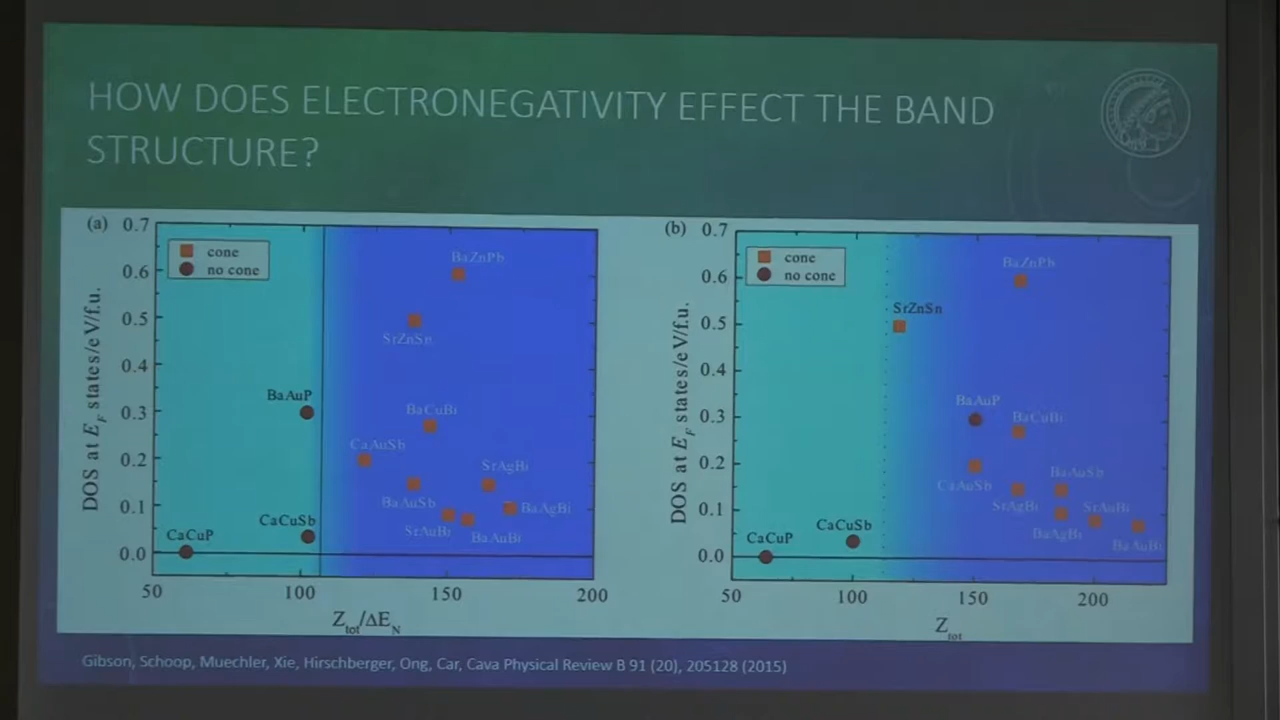 HOW DOES ELECTRONEGATIVITY EFFECT THE BAND
STRUCTURE?
(a)
0.7
0.6
0.5
0.4
0.3
0.2
0.1
0.0
DOS at E_F states/eV/f.u.
cone
no cone
BaZnPb
SrZnSn
BaAuP
BaCuBi
CaAuSb
SrAgBi
BaAuSb
BaAgBi
CaCuSb
SrAuBi
BaAuBi
CaCuP
50
100
150
200
Z_tot/ΔE_N
(b)
0.7
0.6
0.5
0.4
0.3
0.2
0.1
0.0
DOS at E_F states/eV/f.u.
cone
no cone
BaZnPb
SrZnSn
BaAuP
BaCuBi
BaAuSb
CaAuSb
SrAgBi
SrAuBi
CaCuSb
BaAgBi
CaCuP
BaAuBi
50
100
150
200
Z_tot
Gibson, Schoop, Muechler, Xie, Hirschberger, Ong, Car, Cava Physical Review B 91 (20), 205128 (2015)